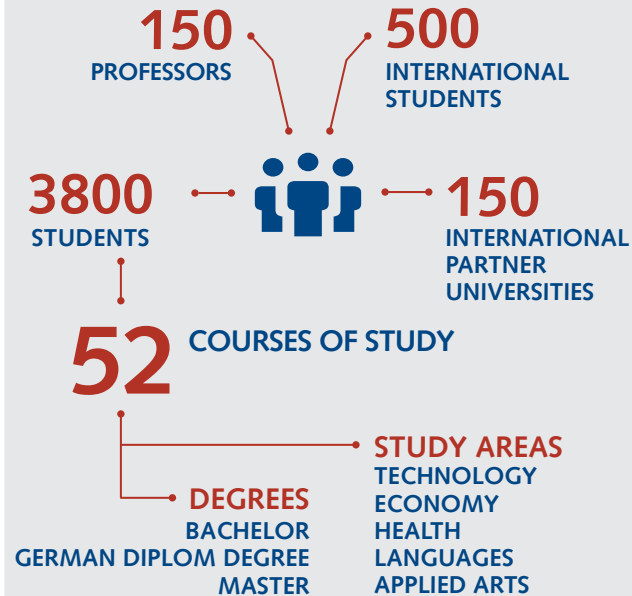 150
PROFESSORS
500
INTERNATIONAL
STUDENTS
3800
STUDENTS
150
INTERNATIONAL
PARTNER
UNIVERSITIES
52
COURSES OF STUDY
DEGREES
BACHELOR
GERMAN DIPLOM DEGREE
MASTER
STUDY AREAS
TECHNOLOGY
ECONOMY
HEALTH
LANGUAGES
APPLIED ARTS